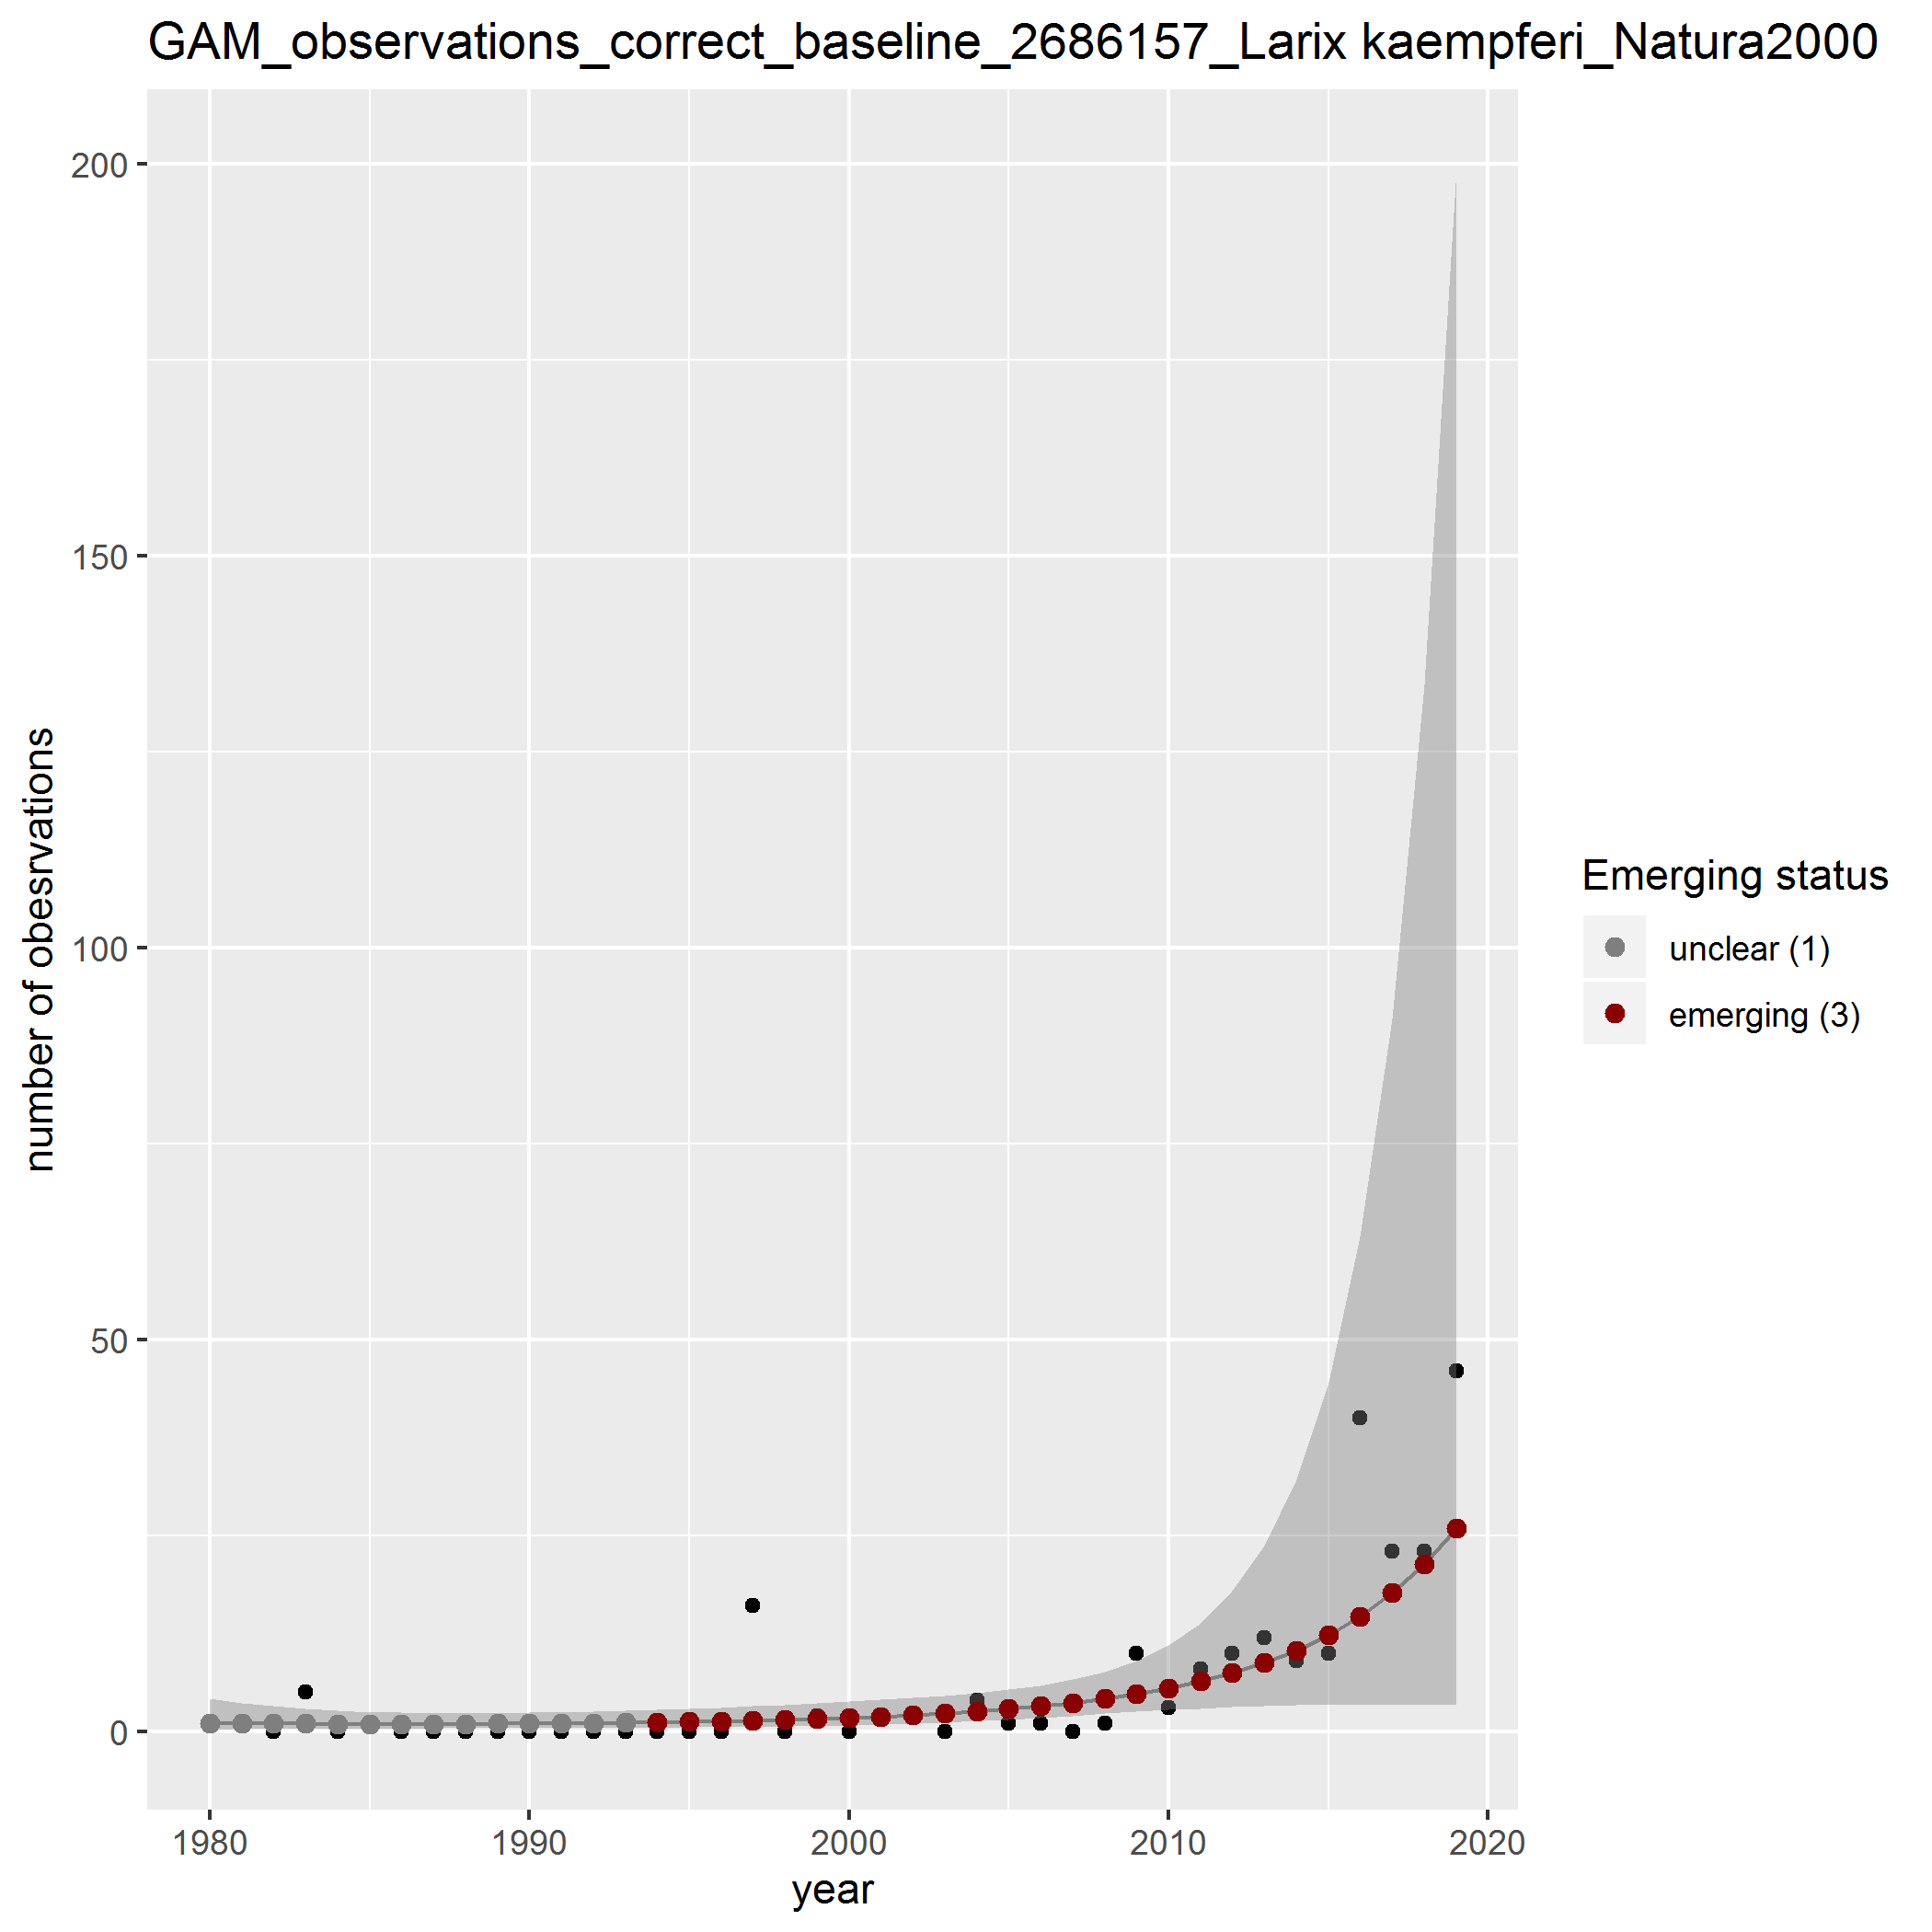 GAM_observations_correct_baseline_2686157_Larix kaempferi_Natura2000
200
150
100
50
0
number of obesrvations
1980
1990
2000
2010
2020
year
Emerging status
unclear (1)
emerging (3)